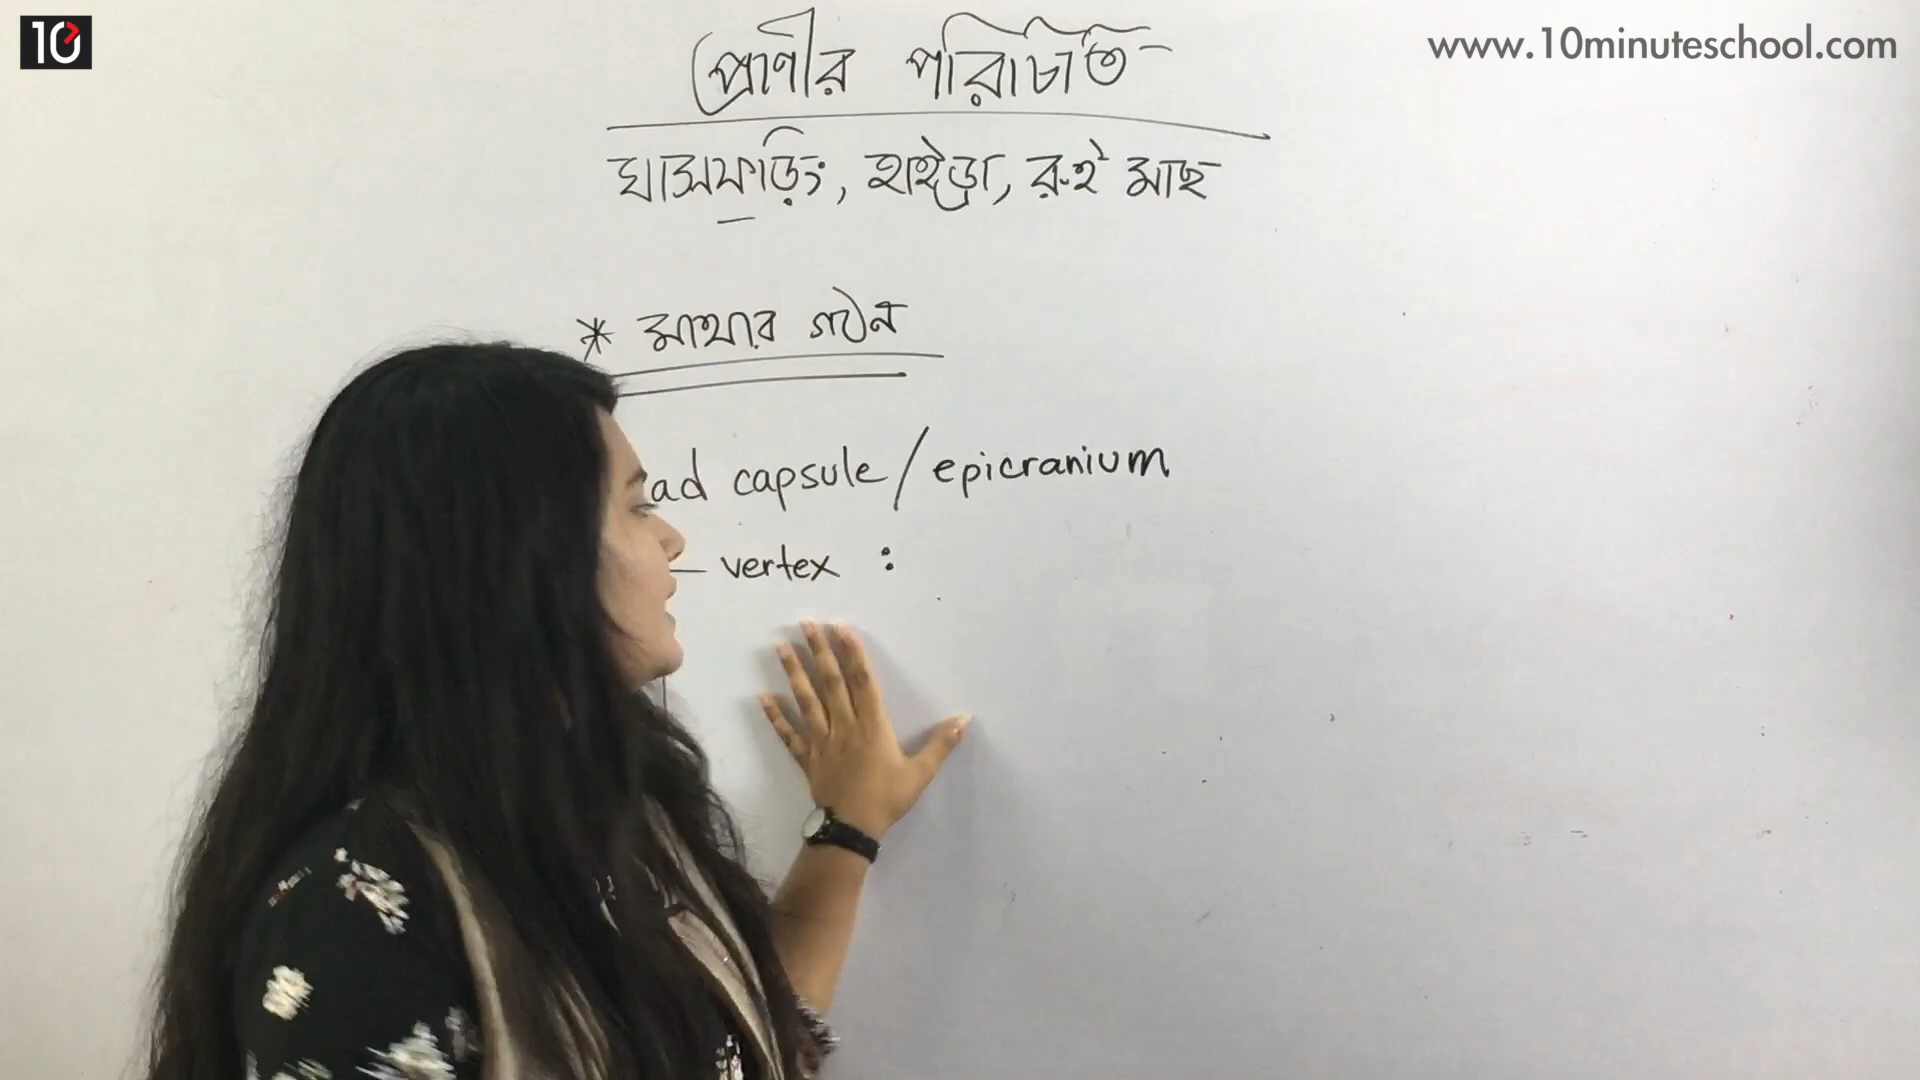 10
www.10minuteschool.com
প্রাণীর পরিচিতি
ঘাসফড়িং, হাইড্রা, রুই মাছ
* মাথার গঠন
ad capsule / epicranium
— vertex :